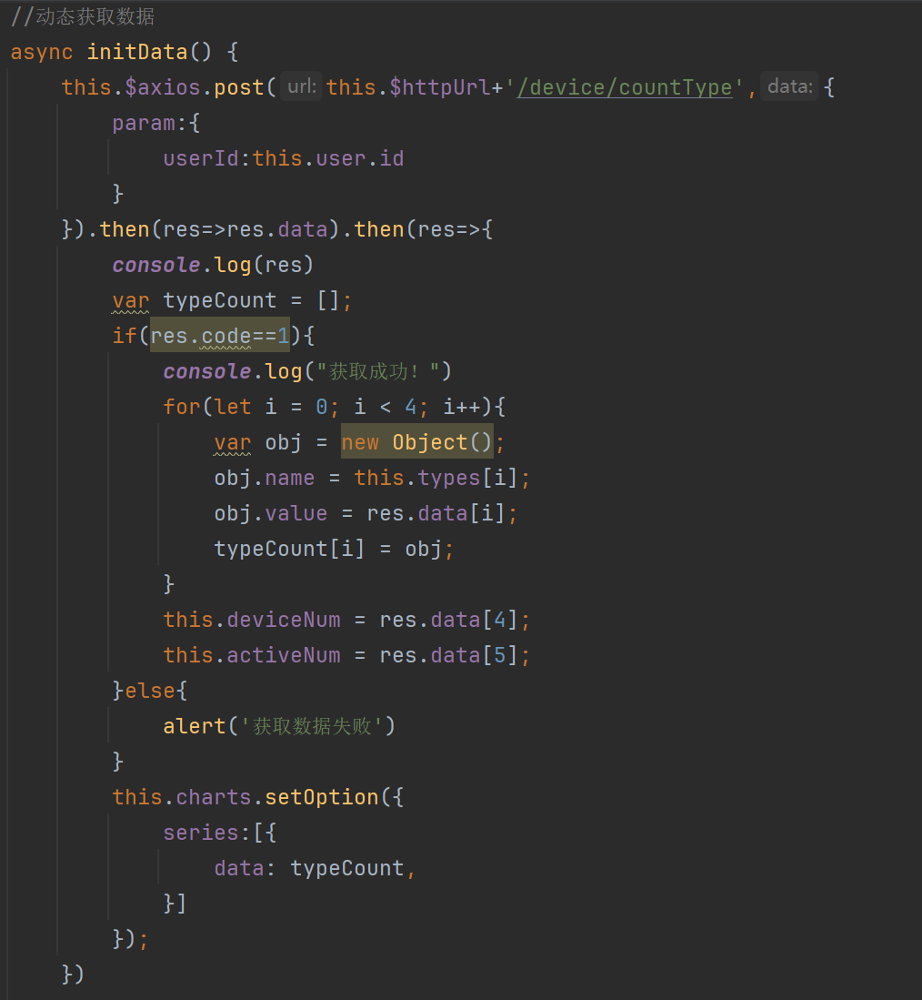 //动态获取数据
async initData() {
    this.$axios.post( url: this.$httpUrl+'/device/countType', data: {
        param:{
            userId:this.user.id
        }
    }).then(res=>res.data).then(res=>{
        console.log(res)
        var typeCount = [];
        if(res.code==1){
            console.log("获取成功！")
            for(let i = 0; i < 4; i++){
                var obj = new Object();
                obj.name = this.types[i];
                obj.value = res.data[i];
                typeCount[i] = obj;
            }
            this.deviceNum = res.data[4];
            this.activeNum = res.data[5];
        }else{
            alert('获取数据失败')
        }
        this.charts.setOption({
            series:[{
                data: typeCount,
            }]
        });
    })